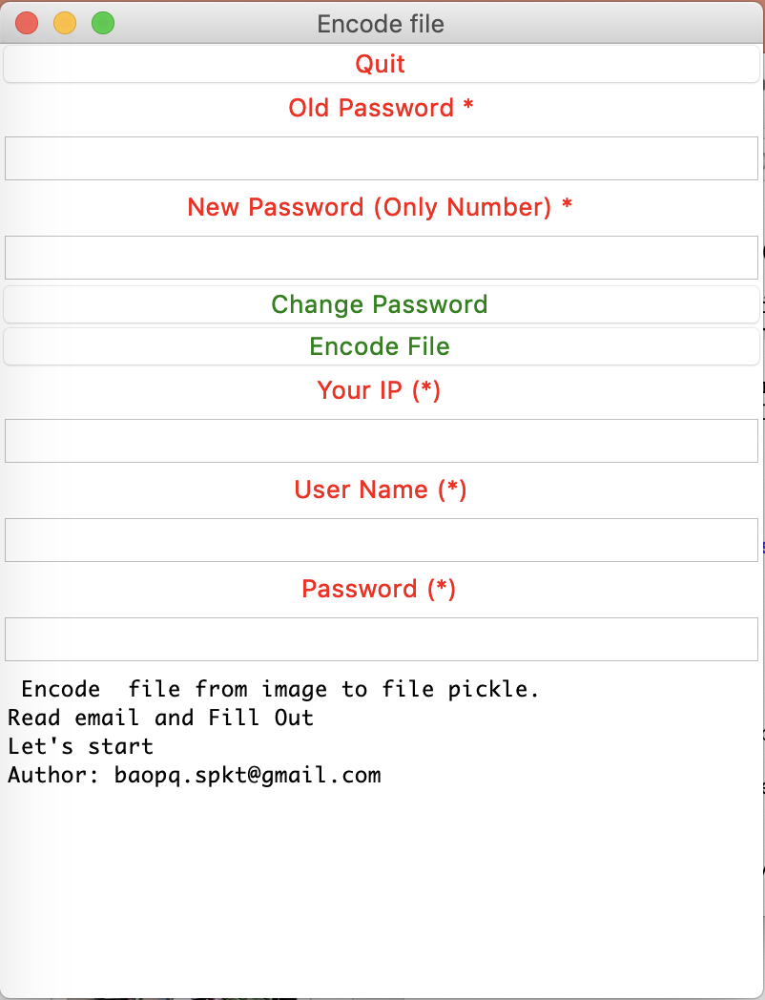 Encode file
Quit
Old Password *
New Password (Only Number) *
Change Password
Encode File
Your IP (*)
User Name (*)
Password (*)
Encode  file from image to file pickle.
Read email and Fill Out
Let's start
Author: baopq.spkt@gmail.com